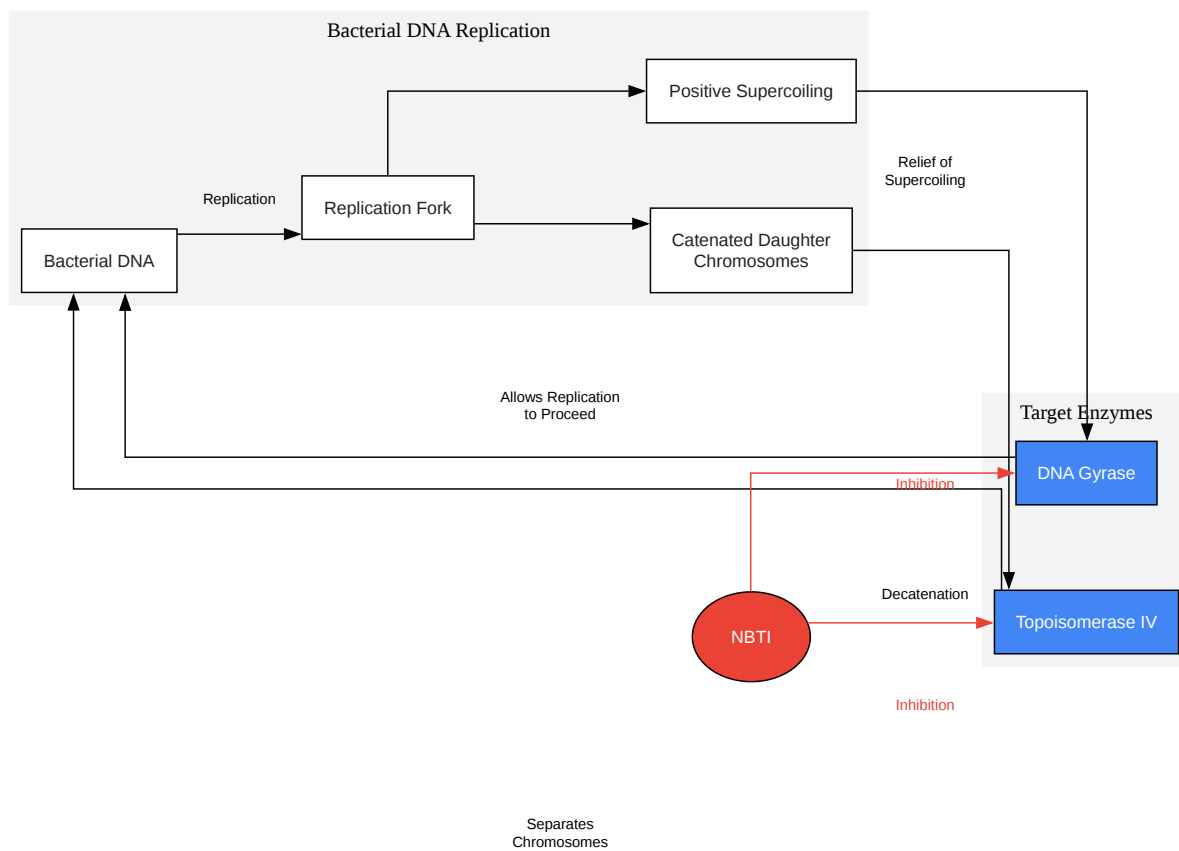 Bacterial DNA Replication
Positive Supercoiling
Relief of
Supercoiling
Replication
Replication Fork
Catenated Daughter
Chromosomes
Bacterial DNA
Allows Replication
to Proceed
Target Enzymes
DNA Gyrase
Inhibition
Decatenation
NBTI
Topoisomerase IV
Inhibition
Separates
Chromosomes